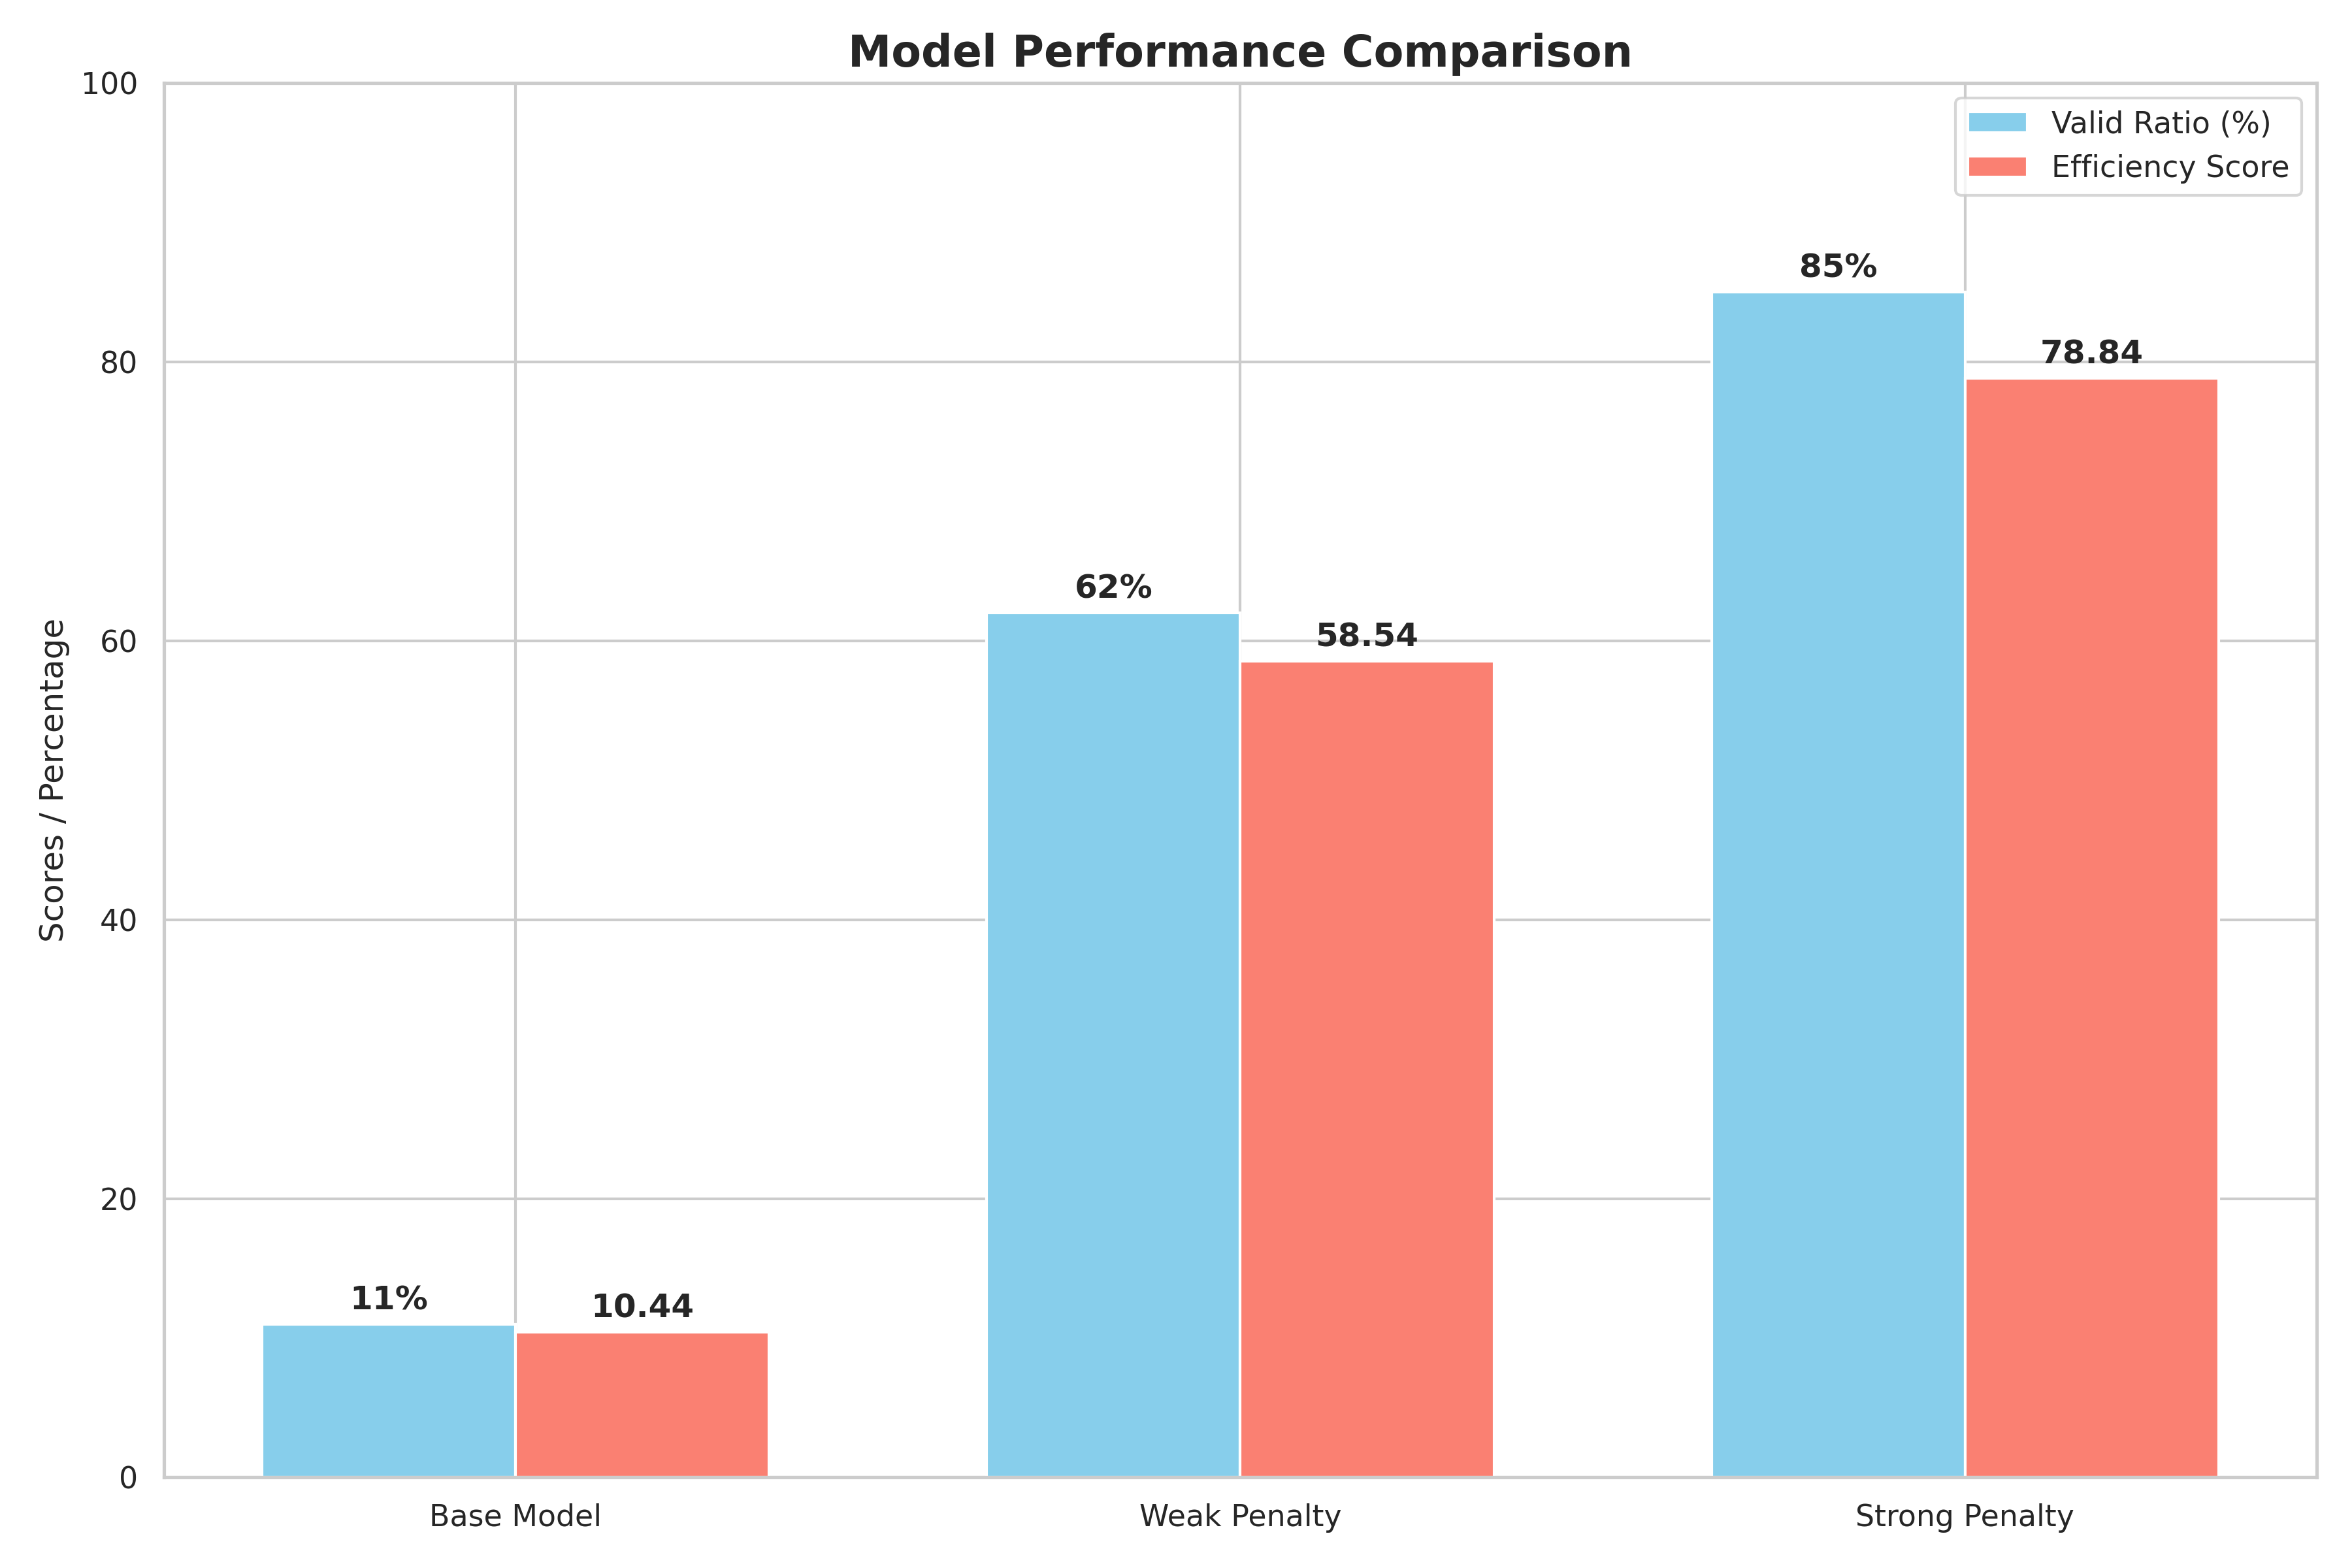 Model Performance Comparison
Valid Ratio (%)
Efficiency Score
Scores / Percentage
100
80
60
40
20
0
11%
10.44
62%
58.54
85%
78.84
Base Model
Weak Penalty
Strong Penalty